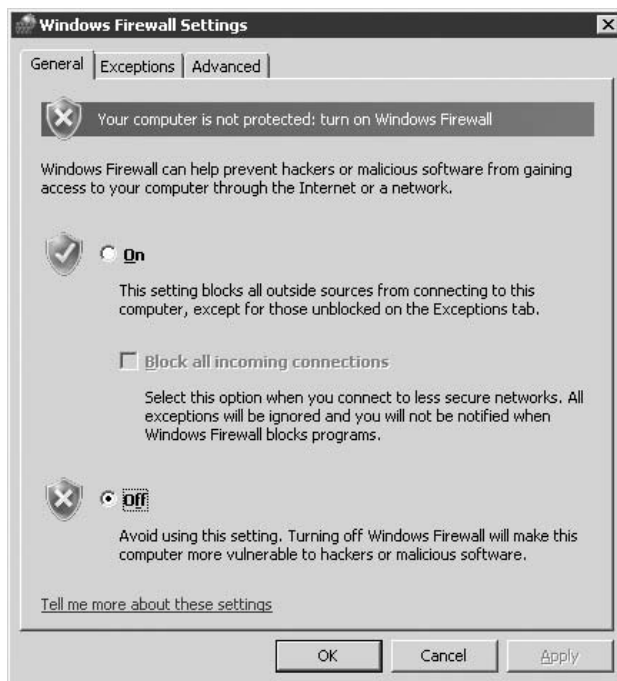 Windows Firewall Settings
General Exceptions Advanced
Your computer is not protected: turn on Windows Firewall
Windows Firewall can help prevent hackers or malicious software from gaining
access to your computer through the Internet or a network.
On
This setting blocks all outside sources from connecting to this
computer, except for those unblocked on the Exceptions tab.
Block all incoming connections
Select this option when you connect to less secure networks. All
exceptions will be ignored and you will not be notified when
Windows Firewall blocks programs.
Off
Avoid using this setting. Turning off Windows Firewall will make this
computer more vulnerable to hackers or malicious software.
Tell me more about these settings
OK Cancel Apply